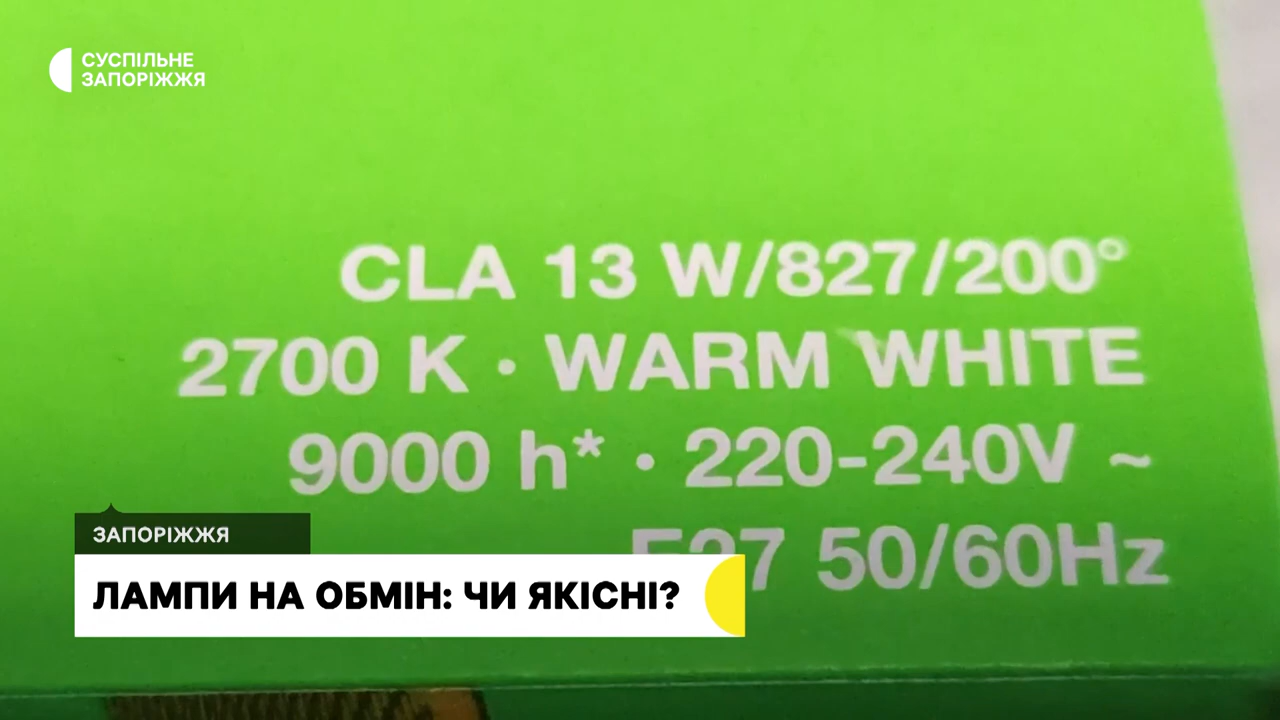 СУСПІЛЬНЕ
ЗАПОРІЖЖЯ
CLA 13 W/827/200°
2700 K · WARM WHITE
9000 h* · 220-240V ~
E27 50/60Hz
ЗАПОРІЖЖЯ
ЛАМПИ НА ОБМІН: ЧИ ЯКІСНІ?